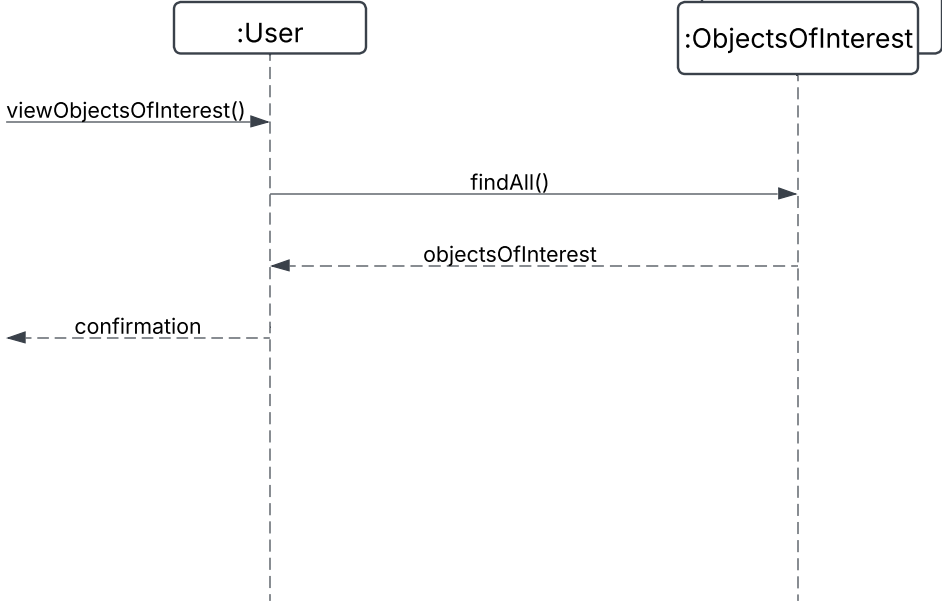 :User
:ObjectsOfInterest
viewObjectsOfInterest()
findAll()
objectsOfInterest
confirmation